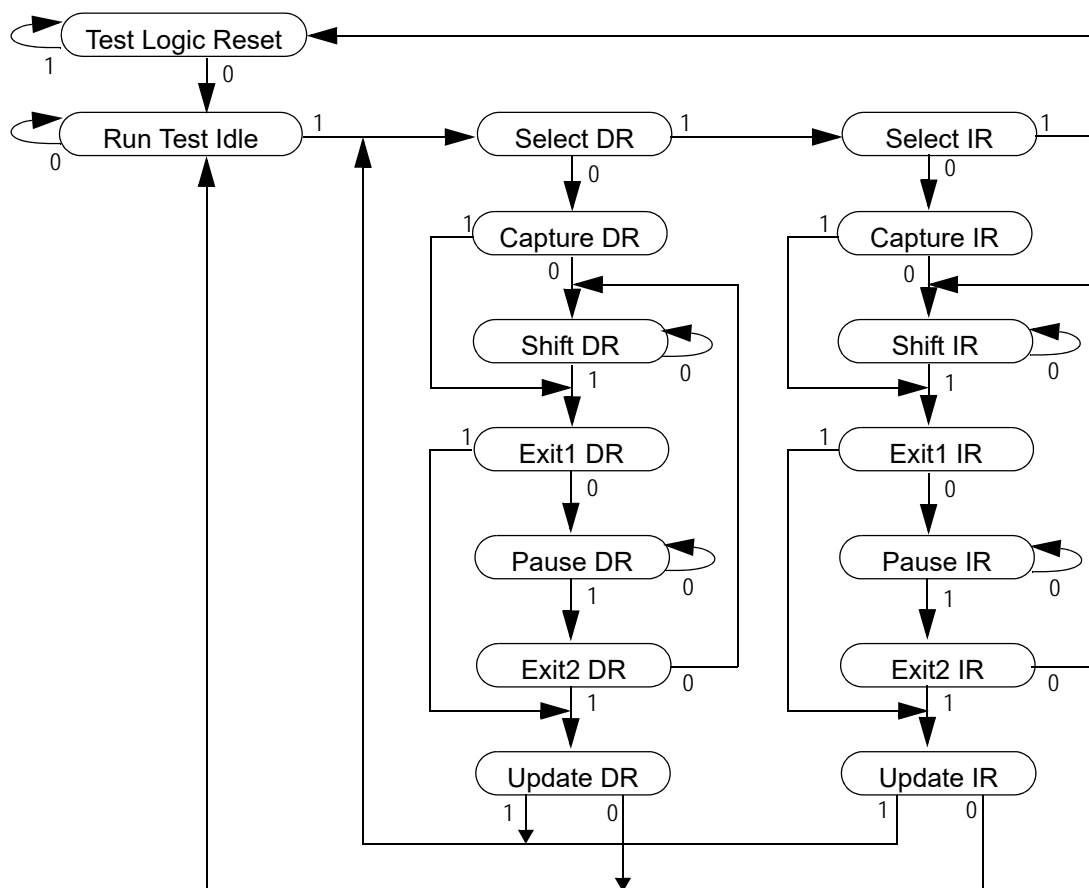 Test Logic Reset
1
0
Run Test Idle
1
0
Select DR
1
0
Select IR
1
0
1
Capture DR
0
1
Capture IR
0
Shift DR
0
1
Shift IR
0
1
1
Exit1 DR
0
1
Exit1 IR
0
Pause DR
0
1
Pause IR
0
1
Exit2 DR
0
1
Exit2 IR
0
1
Update DR
1
0
Update IR
1
0